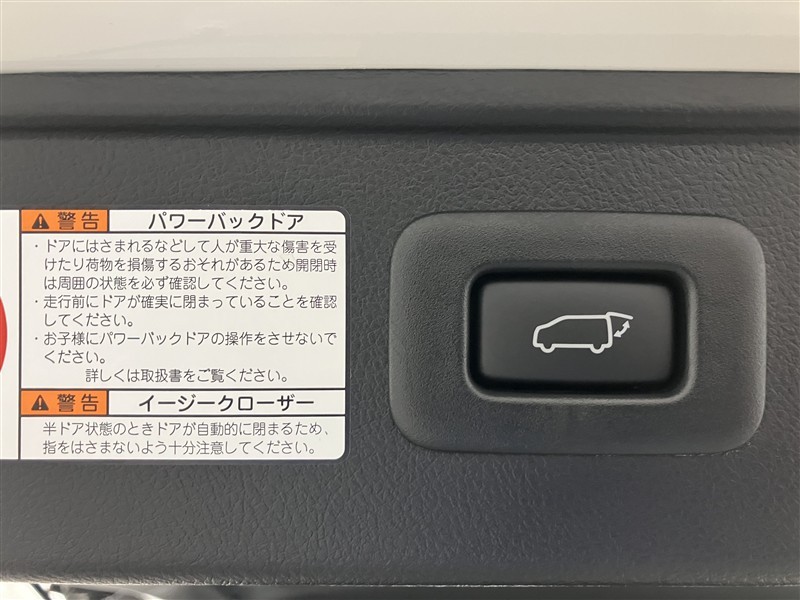 警告 パワーバックドア
・ドアにはさまれるなどして人が重大な傷害を受
けたり荷物を損傷するおそれがあるため開閉時
は周囲の状態を必ず確認してください。
・走行前にドアが確実に閉まっていることを確認
してください。
・お子様にパワーバックドアの操作をさせないで
ください。
詳しくは取扱書をご覧ください。
警告 イージークローザー
半ドア状態のときドアが自動的に閉まるため、
指をはさまないよう十分注意してください。